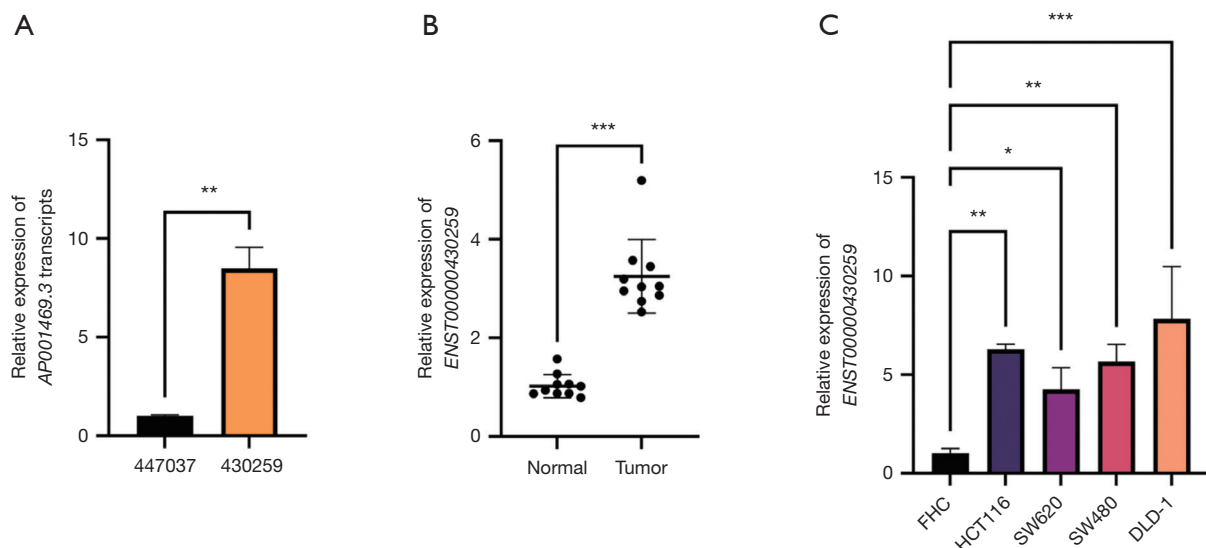 A
Relative expression of
AP001469.3 transcripts
15
10
5
0
**
447037 430259
B
Relative expression of
ENST00000430259
6
4
2
0
***
Normal Tumor
C
Relative expression of
ENST00000430259
15
10
5
0
***
**
*
**
FHC
HCT116
SW620
SW480
DLD-1